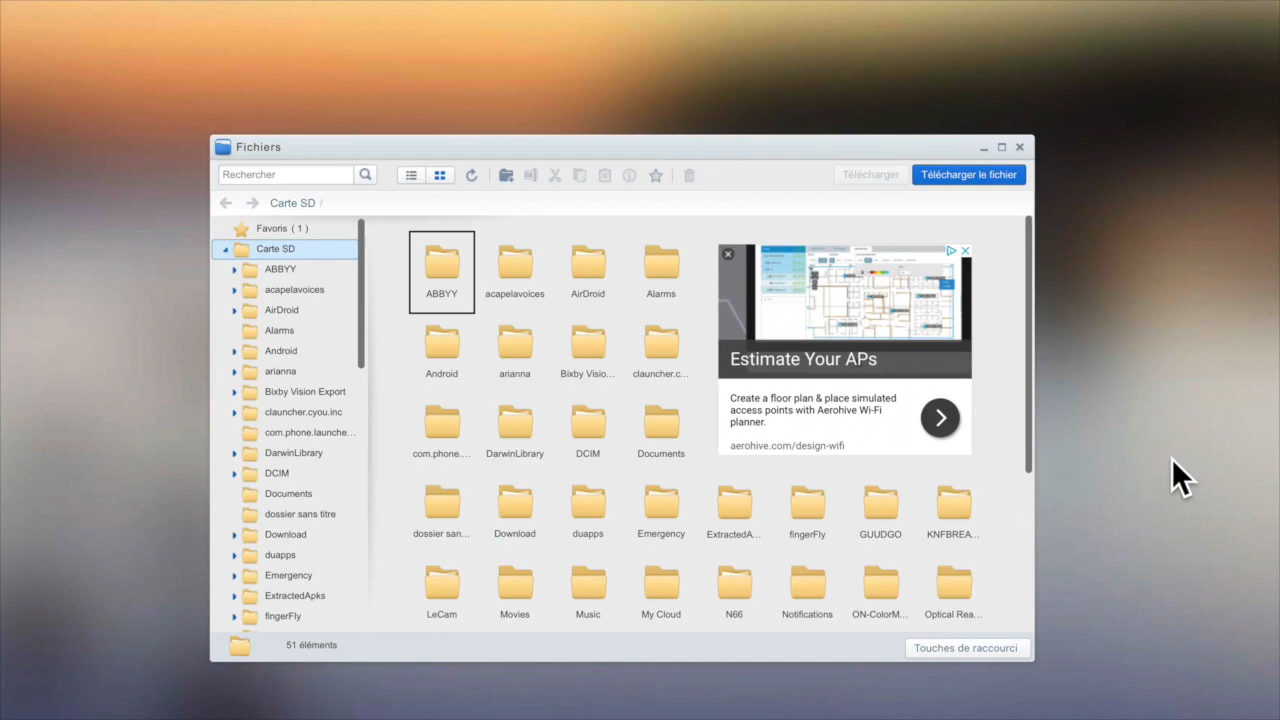 Fichiers
Rechercher
Télécharger
Télécharger le fichier
Carte SD /
Favoris ( 1 )
Carte SD
ABBYY
acapelavoices
AirDroid
Alarms
Android
arianna
Bixby Vision Export
clauncher.cyou.inc
com.phone.launche...
DarwinLibrary
DCIM
Documents
dossier sans titre
Download
duapps
Emergency
ExtractedApks
fingerFly
ABBYY
acapelavoices
AirDroid
Alarms
Android
arianna
Bixby Visio...
clauncher.c...
com.phone....
DarwinLibrary
DCIM
Documents
Estimate Your APs
Create a floor plan & place simulated
access points with Aerohive Wi-Fi
planner.
aerohive.com/design-wifi
dossier san...
Download
duapps
Emergency
ExtractedA...
fingerFly
GUUDGO
KNFBREA...
LeCam
Movies
Music
My Cloud
N66
Notifications
ON-ColorM...
Optical Rea...
51 éléments
Touches de raccourci